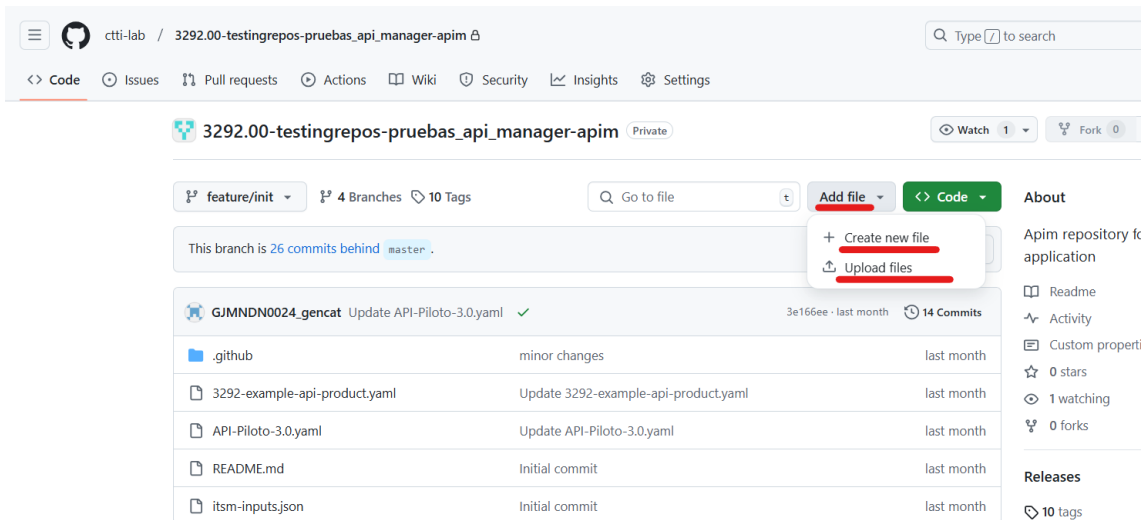 ctti-lab / 3292.00-testingrepos-pruebas_api_manager-apim
Type / to search
Code Issues Pull requests Actions Wiki Security Insights Settings
3292.00-testingrepos-pruebas_api_manager-apim Private
Watch 1 Fork 0
feature/init 4 Branches 10 Tags Go to file t Add file Code
About
Create new file
Upload files
This branch is 26 commits behind master .
Apim repository fo
application
GJMNDN0024_gencat Update API-Piloto-3.0.yaml 3e166ee · last month 14 Commits
.github minor changes last month
3292-example-api-product.yaml Update 3292-example-api-product.yaml last month
API-Piloto-3.0.yaml Update API-Piloto-3.0.yaml last month
README.md Initial commit last month
itsm-inputs.json Initial commit last month
Readme
Activity
Custom properti
0 stars
1 watching
0 forks
Releases
10 tags